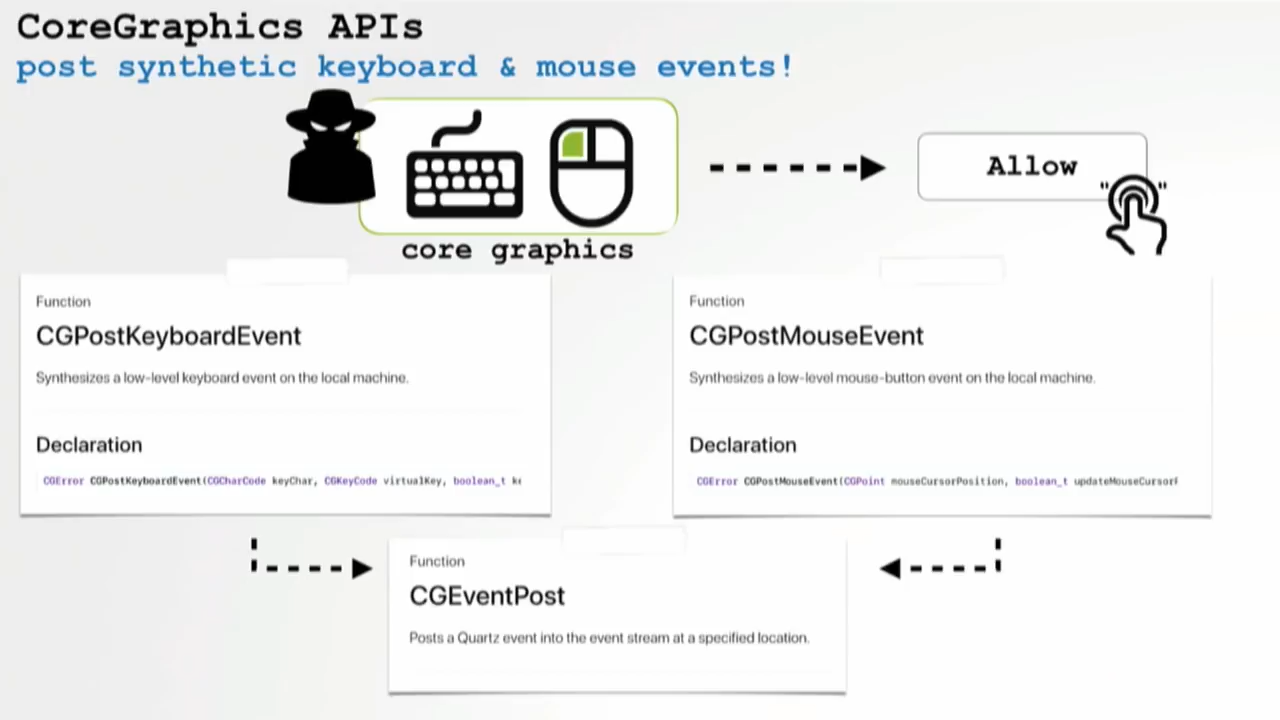 CoreGraphics APIs
post synthetic keyboard & mouse events!
core graphics
Allow
" "
Function
CGPostKeyboardEvent
Synthesizes a low-level keyboard event on the local machine.
Declaration
CGError CGPostKeyboardEvent(CGCharCode keyChar, CGKeyCode virtualKey, boolean_t ke
Function
CGPostMouseEvent
Synthesizes a low-level mouse-button event on the local machine.
Declaration
CGError CGPostMouseEvent(CGPoint mouseCursorPosition, boolean_t updateMouseCursorP
Function
CGEventPost
Posts a Quartz event into the event stream at a specified location.